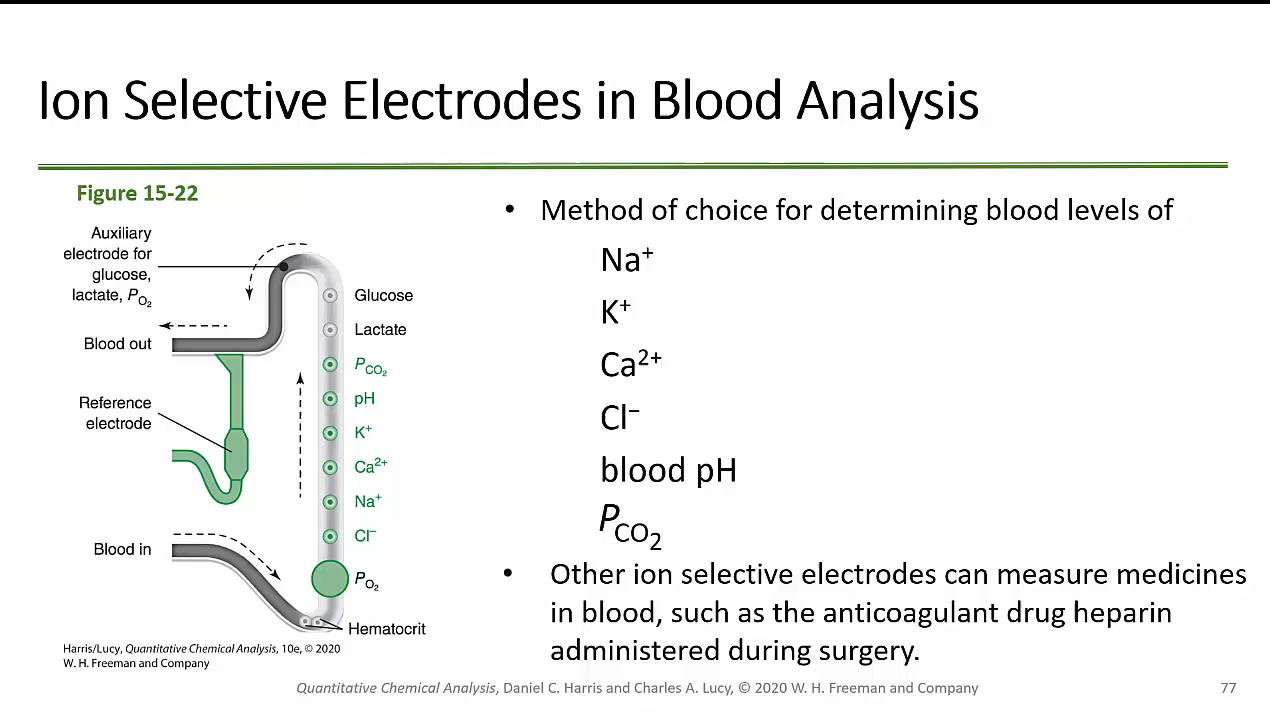 Ion Selective Electrodes in Blood Analysis
Figure 15-22
Auxiliary
electrode for
glucose,
lactate, P_O₂
Blood out
Reference
electrode
Blood in
Glucose
Lactate
P_CO₂
pH
K⁺
Ca²⁺
Na⁺
Cl⁻
P_O₂
Hematocrit
Harris/Lucy, Quantitative Chemical Analysis, 10e, © 2020
W. H. Freeman and Company
• Method of choice for determining blood levels of
Na⁺
K⁺
Ca²⁺
Cl⁻
blood pH
P_CO₂
• Other ion selective electrodes can measure medicines
in blood, such as the anticoagulant drug heparin
administered during surgery.
Quantitative Chemical Analysis, Daniel C. Harris and Charles A. Lucy, © 2020 W. H. Freeman and Company
77